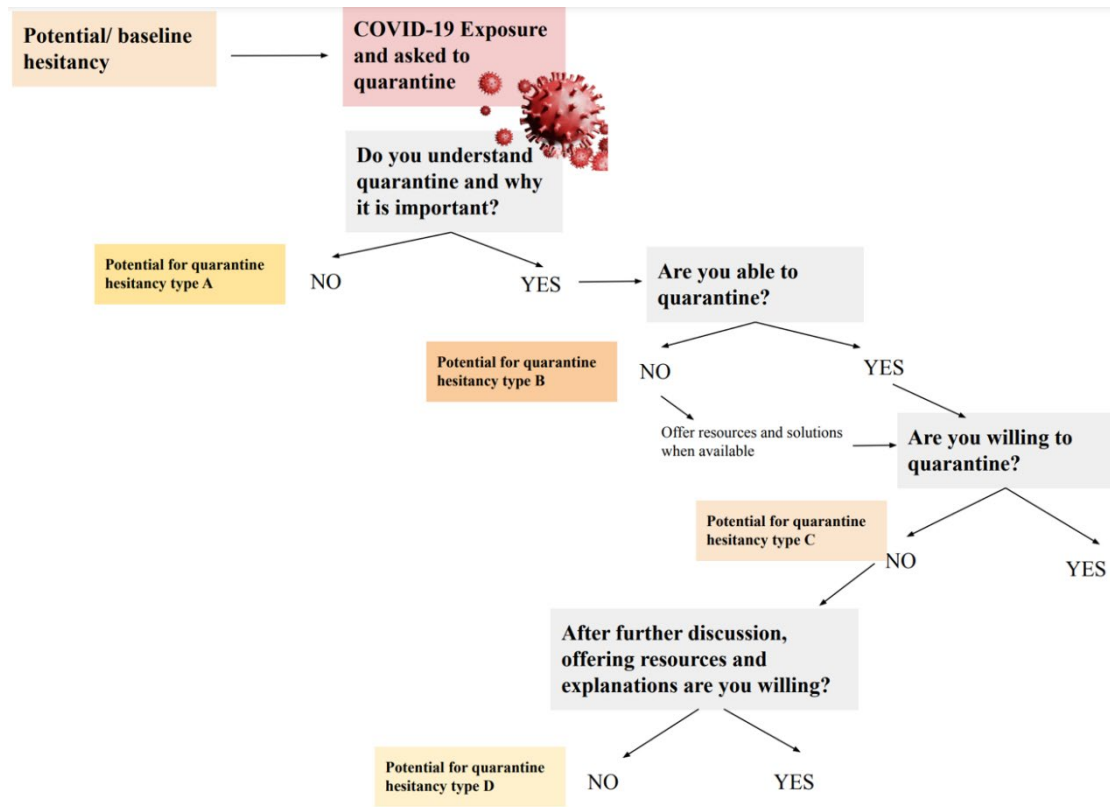 Potential/ baseline
hesitancy
COVID-19 Exposure
and asked to
quarantine
Do you understand
quarantine and why
it is important?
Potential for quarantine
hesitancy type A
NO
YES
Are you able to
quarantine?
Potential for quarantine
hesitancy type B
NO
YES
Offer resources and solutions
when available
Are you willing to
quarantine?
Potential for quarantine
hesitancy type C
NO
YES
After further discussion,
offering resources and
explanations are you willing?
Potential for quarantine
hesitancy type D
NO
YES